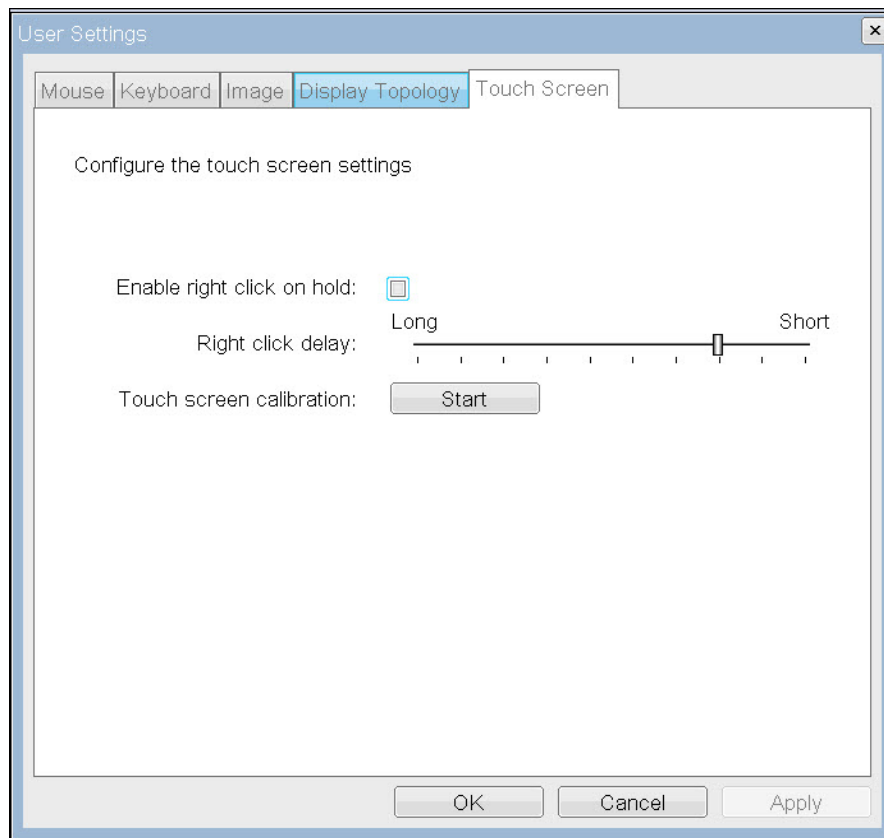 User Settings
Mouse Keyboard Image Display Topology Touch Screen
Configure the touch screen settings
Enable right click on hold:
Long Short
Right click delay:
Touch screen calibration: Start
OK Cancel Apply